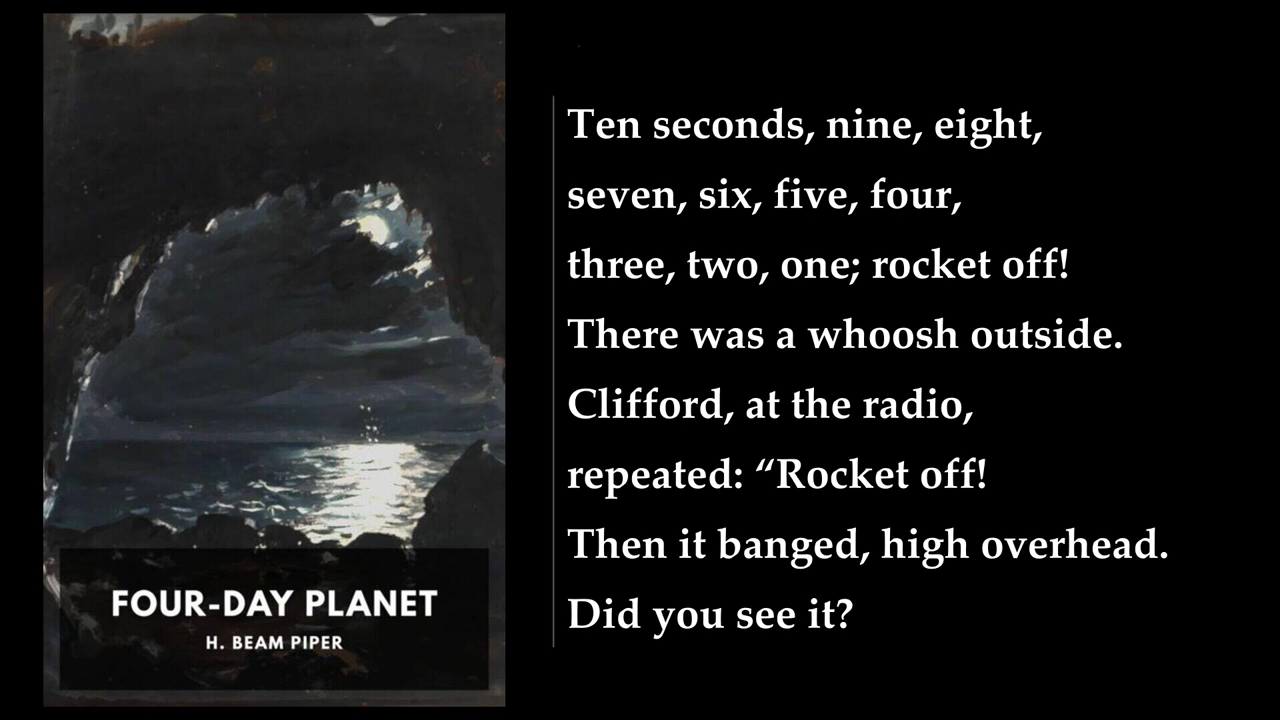 FOUR-DAY PLANET
H. BEAM PIPER
Ten seconds, nine, eight,
seven, six, five, four,
three, two, one; rocket off!
There was a whoosh outside.
Clifford, at the radio,
repeated: “Rocket off!
Then it banged, high overhead.
Did you see it?